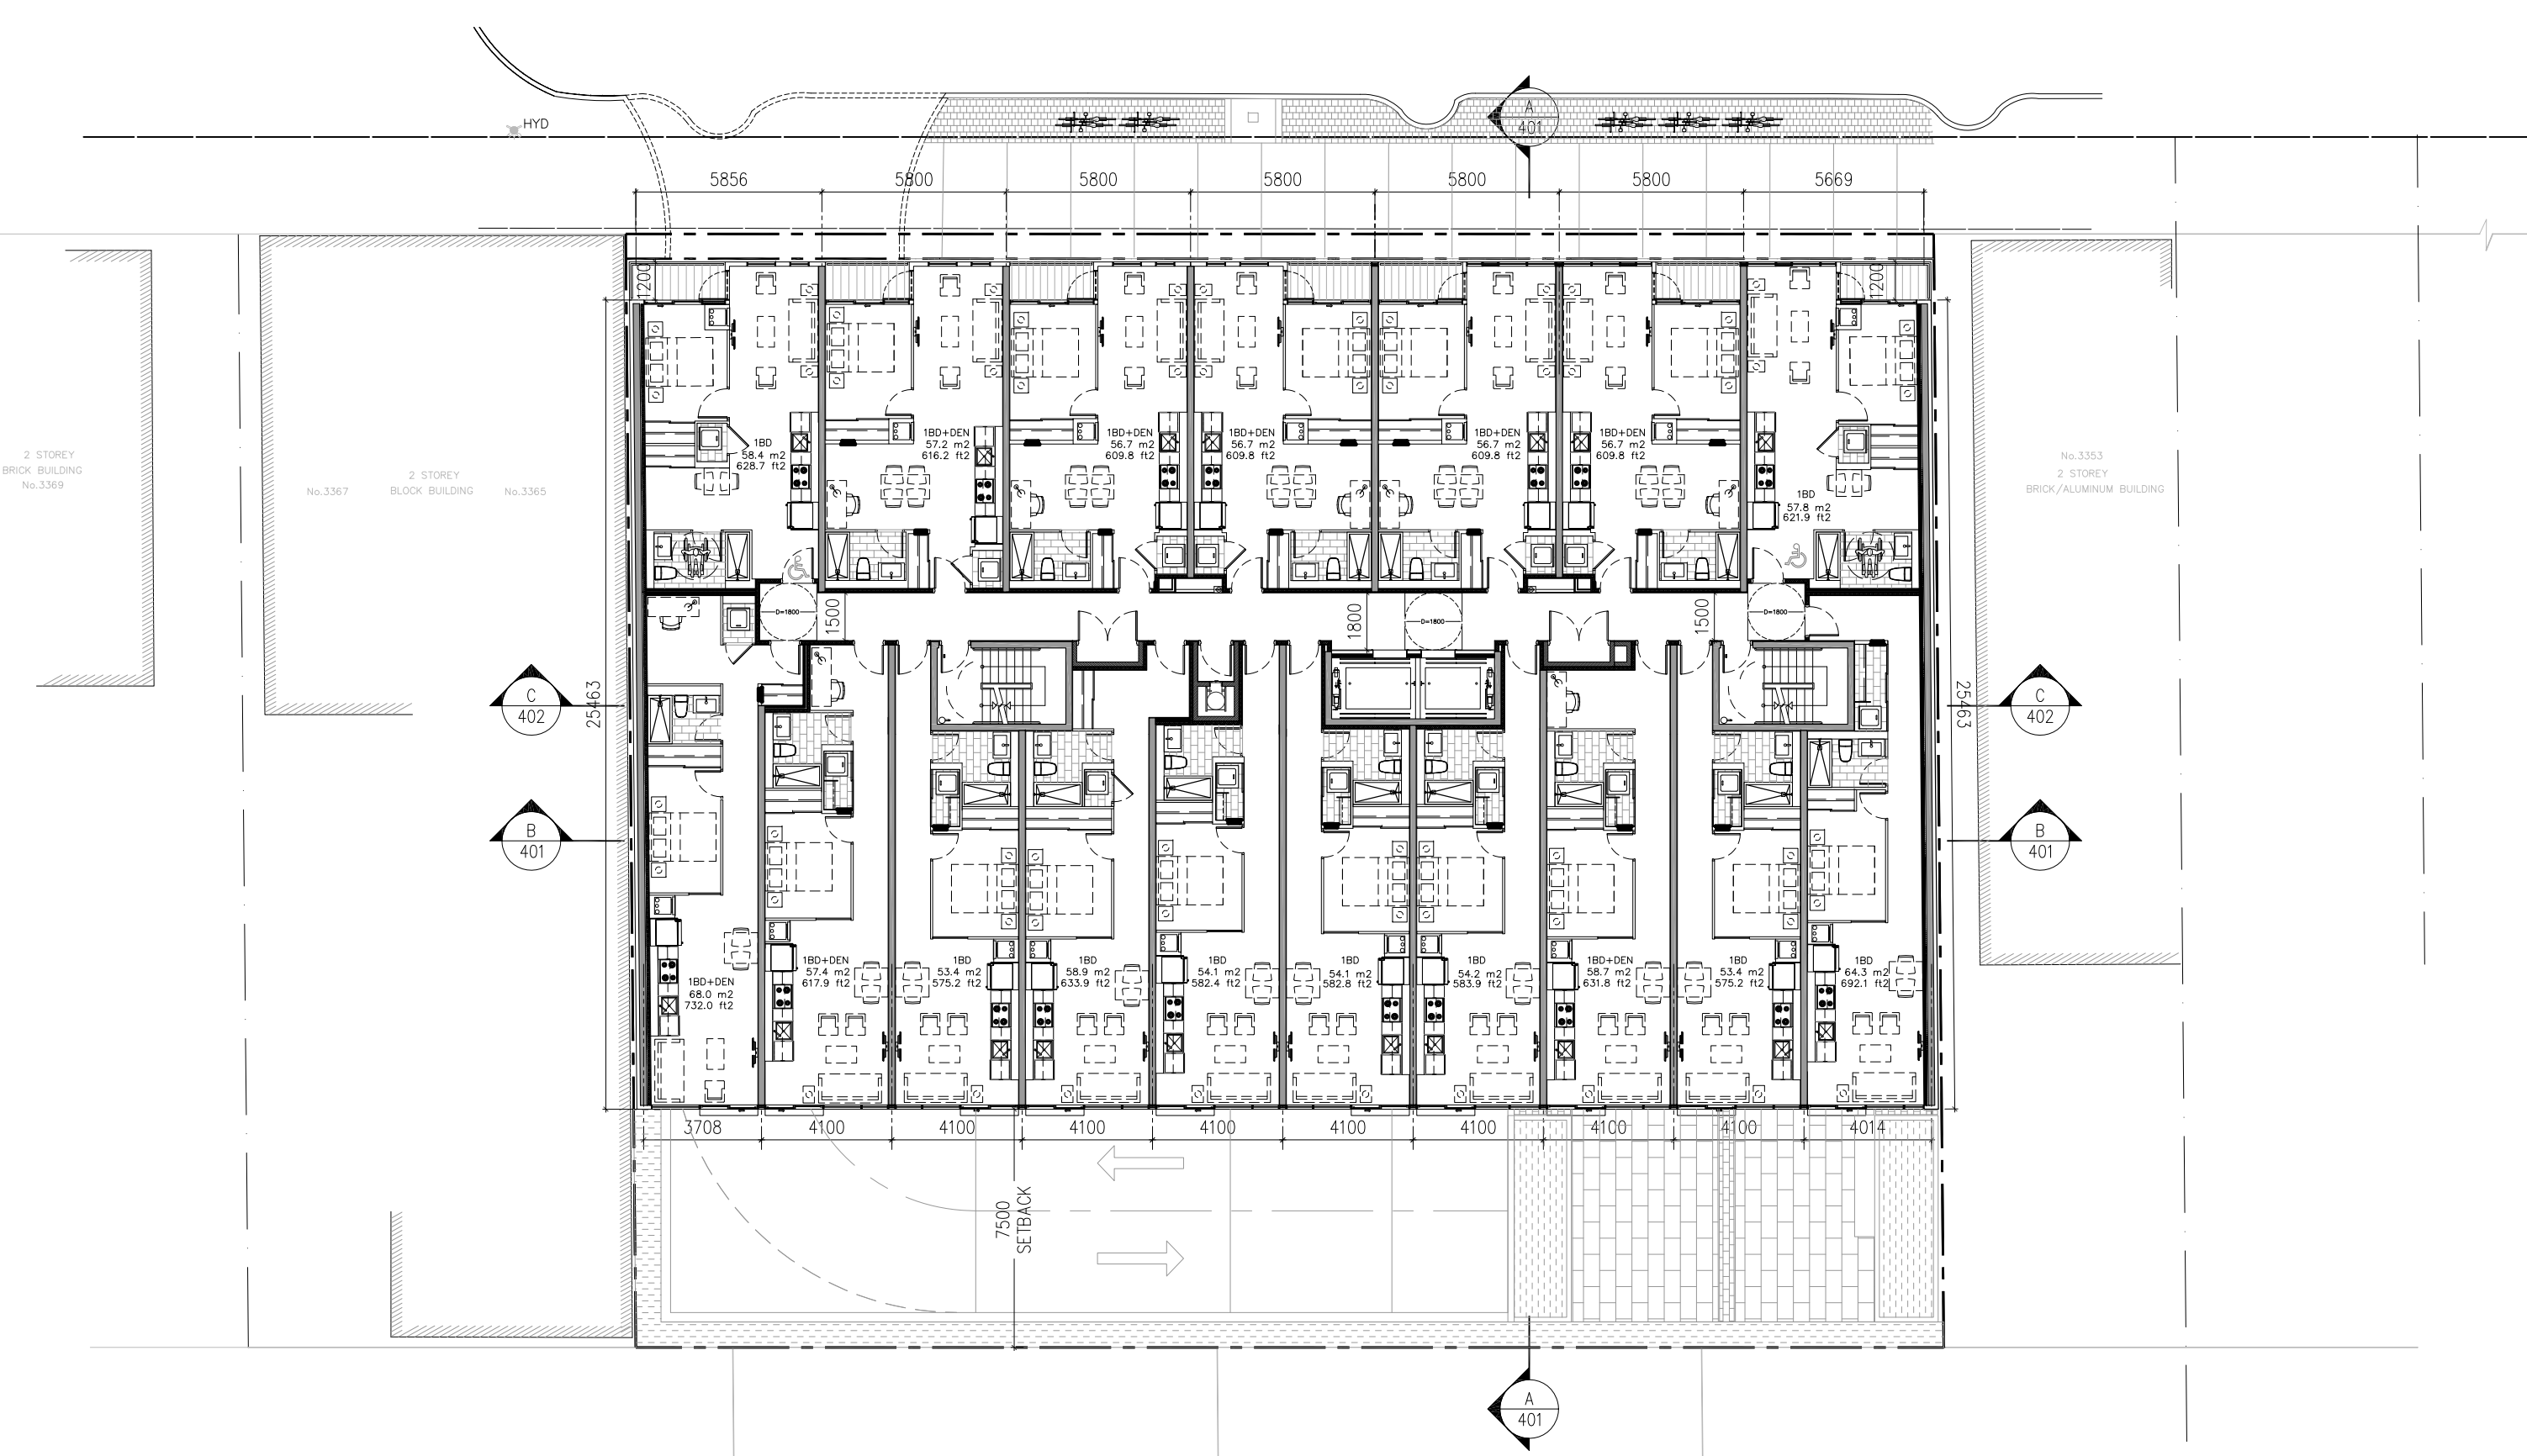 A
401
HYD
5856
5800
5800
5800
5800
5800
5669
1200
1200
1BD
58.4 m2
628.7 ft2
1BD+DEN
57.2 m2
616.2 ft2
1BD+DEN
56.7 m2
609.8 ft2
1BD+DEN
56.7 m2
609.8 ft2
1BD+DEN
56.7 m2
609.8 ft2
1BD+DEN
56.7 m2
609.8 ft2
1BD
57.8 m2
621.9 ft2
2 STOREY
BRICK BUILDING
No.3369
No.3367
2 STOREY
BLOCK BUILDING
No.3365
No.3353
2 STOREY
BRICK/ALUMINUM BUILDING
D=1800
1500
1800
D=1800
1500
D=1800
C
402
25463
25463
C
402
B
401
B
401
1BD+DEN
68.0 m2
732.0 ft2
1BD+DEN
57.4 m2
617.9 ft2
1BD
53.4 m2
575.2 ft2
1BD
58.9 m2
633.9 ft2
1BD
54.1 m2
582.4 ft2
1BD
54.1 m2
582.8 ft2
1BD
54.2 m2
583.9 ft2
1BD+DEN
58.7 m2
631.8 ft2
1BD
53.4 m2
575.2 ft2
1BD
64.3 m2
692.1 ft2
3708
4100
4100
4100
4100
4100
4100
4100
4100
4014
7500
SETBACK
A
401